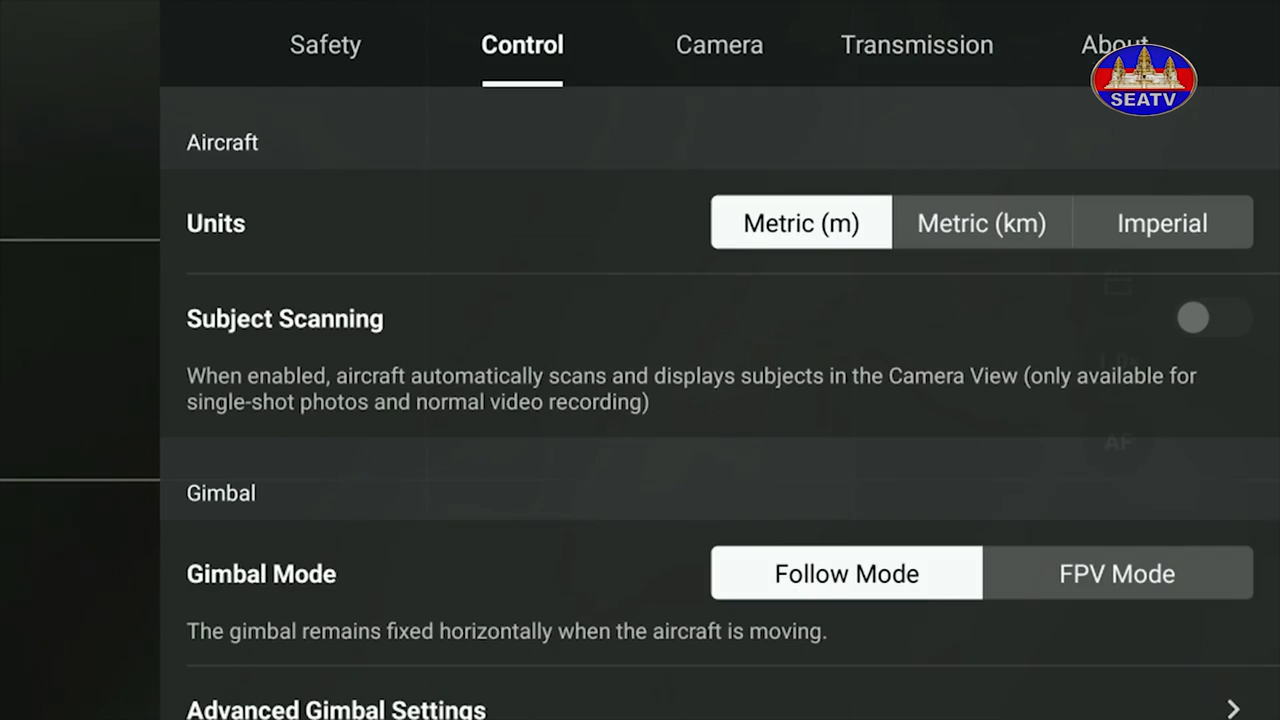 Safety
Control
Camera
Transmission
About
SEATV
Aircraft
Units
Metric (m)
Metric (km)
Imperial
Subject Scanning
When enabled, aircraft automatically scans and displays subjects in the Camera View (only available for
single-shot photos and normal video recording)
AF
Gimbal
Gimbal Mode
Follow Mode
FPV Mode
The gimbal remains fixed horizontally when the aircraft is moving.
Advanced Gimbal Settings